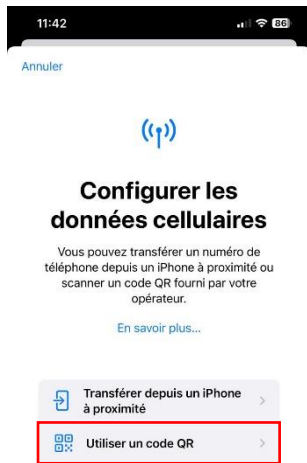 11:42
86
Annuler
Configurer les
données cellulaires
Vous pouvez transférer un numéro de
téléphone depuis un iPhone à proximité ou
scanner un code QR fourni par votre
opérateur.
En savoir plus...
Transférer depuis un iPhone
à proximité
Utiliser un code QR